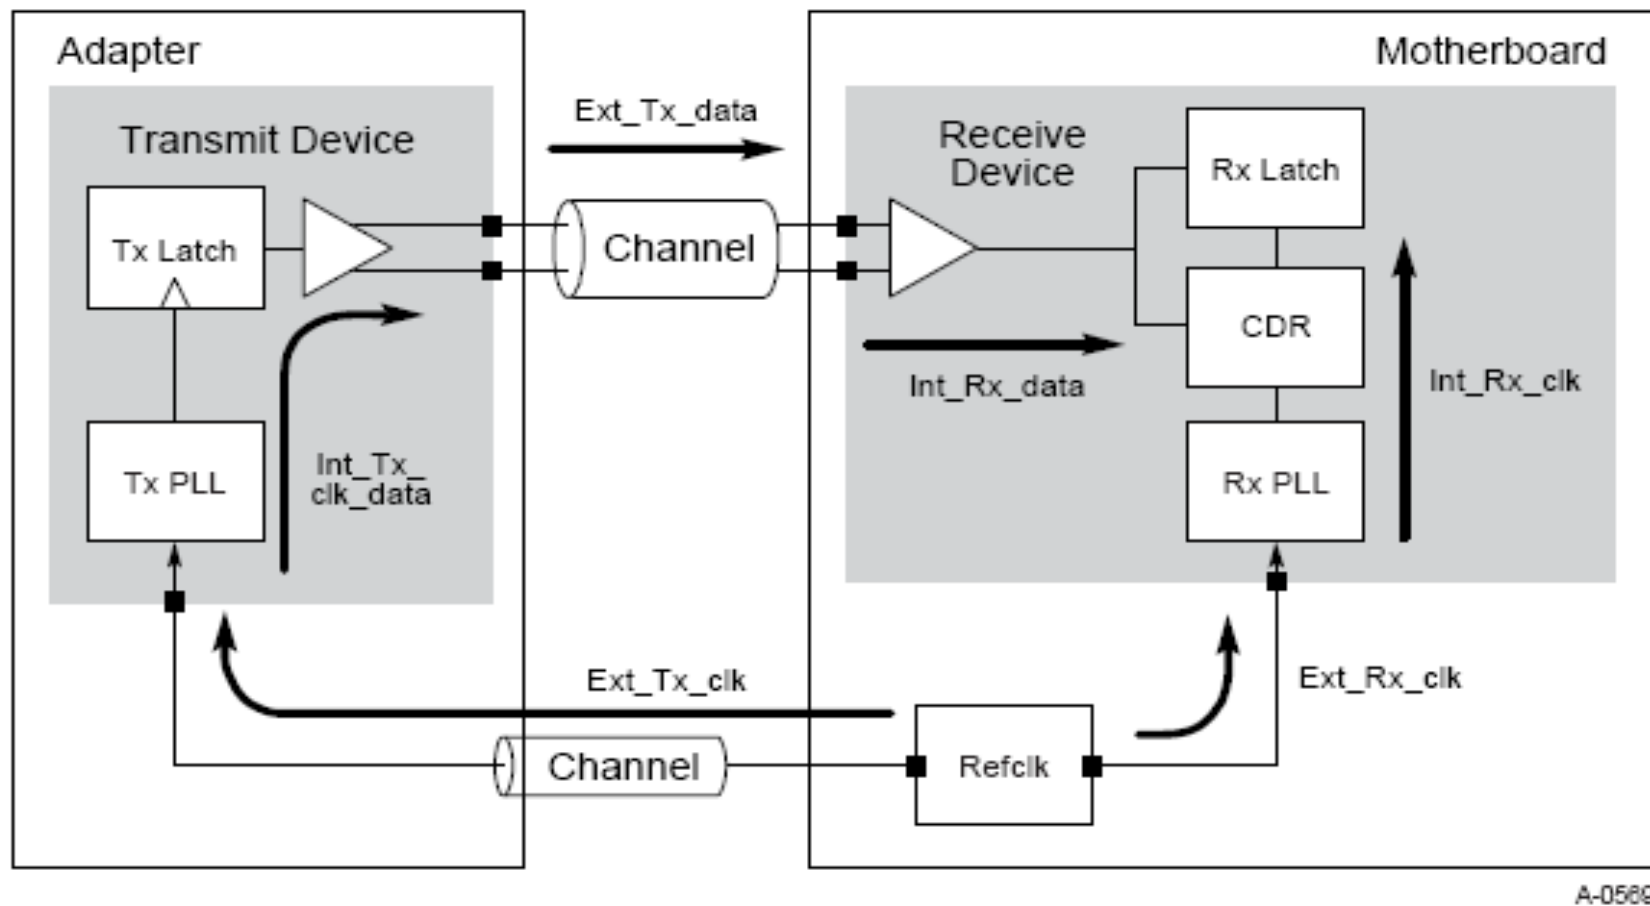 Adapter
Motherboard
Transmit Device
Ext_Tx_data
Receive
Device
Rx Latch
Tx Latch
Channel
CDR
Int_Rx_data
Int_Rx_clk
Int_Tx_
clk_data
Tx PLL
Rx PLL
Ext_Tx_clk
Ext_Rx_clk
Channel
Refclk
A-0569